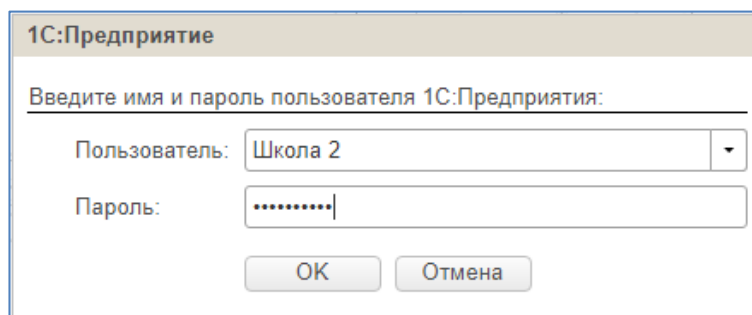 1С:Предприятие
Введите имя и пароль пользователя 1С:Предприятия:
Пользователь: Школа 2
Пароль: ••••••••••
OK Отмена